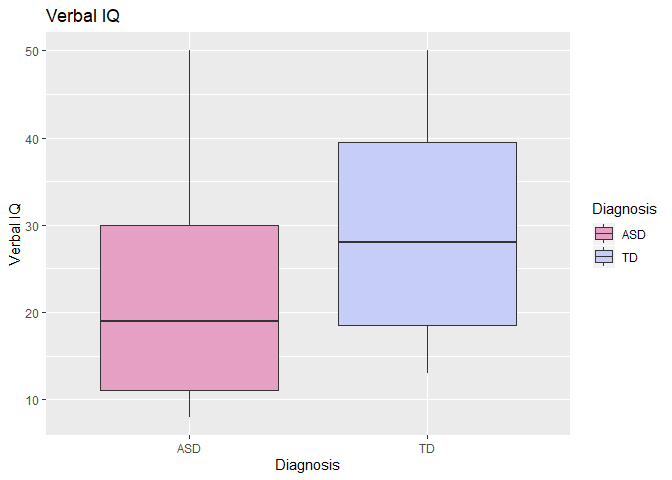 Verbal IQ
Verbal IQ
50
40
30
20
10
ASD
TD
Diagnosis
Diagnosis
ASD
TD